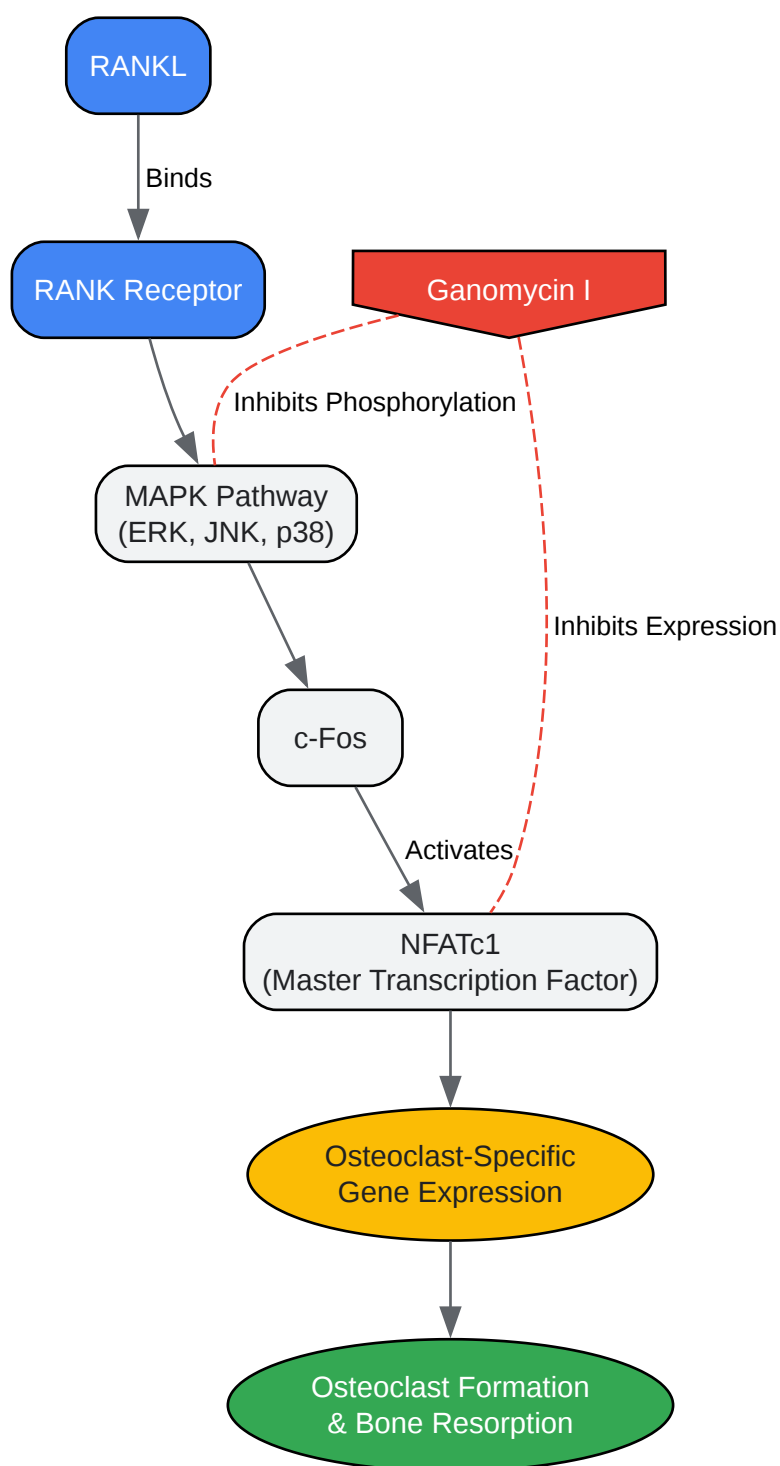 RANKL
Binds
RANK Receptor
Ganomycin I
Inhibits Phosphorylation
MAPK Pathway
(ERK, JNK, p38)
Inhibits Expression
c-Fos
Activates
NFATc1
(Master Transcription Factor)
Osteoclast-Specific
Gene Expression
Osteoclast Formation
& Bone Resorption